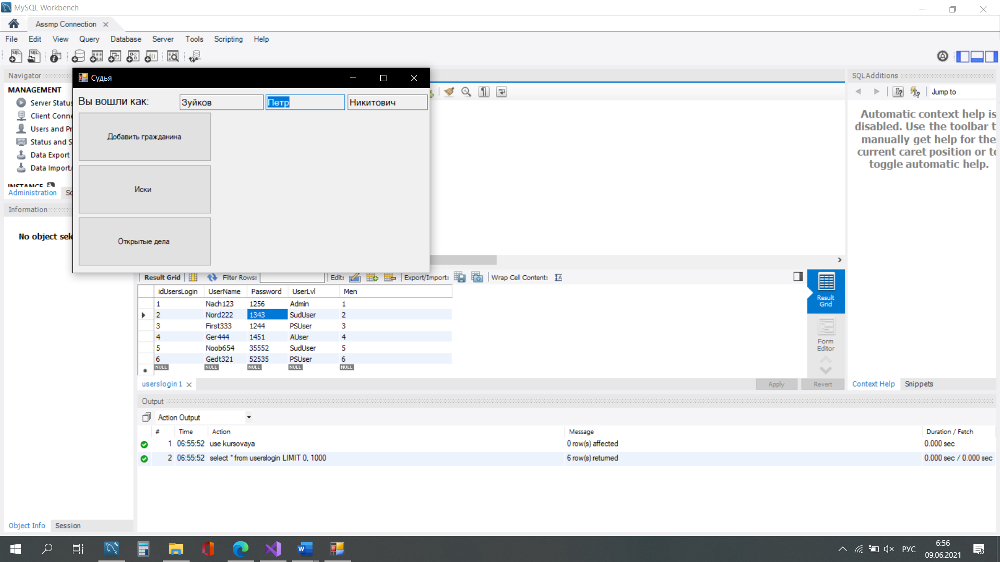 MySQL Workbench
Assmp Connection
File Edit View Query Database Server Tools Scripting Help
Navigator
MANAGEMENT
Server Status
Client Conne
Users and Pr
Status and S
Data Export
Data Import/
INSTANCE
Administration Sc
Information
No object sele
Object Info Session
Судья
Вы вошли как: Зуйков Петр Никитович
Добавить гражданина
Иски
Открытые дела
Result Grid Filter Rows: Edit: Export/Import: Wrap Cell Content:
idUsersLogin UserName Password UserLvl Men
1 Nach123 1256 Admin 1
2 Nord222 1343 SudUser 2
3 First333 1244 PSUser 3
4 Ger444 1451 AUser 4
5 Noob654 35552 SudUser 5
6 Gedt321 52535 PSUser 6
NULL NULL NULL NULL NULL
Result Grid
Form Editor
userslogin 1
Apply Revert
Output
Action Output
# Time Action Message Duration / Fetch
1 06:55:52 use kursovaya 0 row(s) affected 0.000 sec
2 06:55:52 select * from userslogin LIMIT 0, 1000 6 row(s) returned 0.000 sec / 0.000 sec
SQLAdditions
Jump to
Automatic context help is
disabled. Use the toolbar t
manually get help for the
current caret position or to
toggle automatic help.
Context Help Snippets
РУС
6:56
09.06.2021